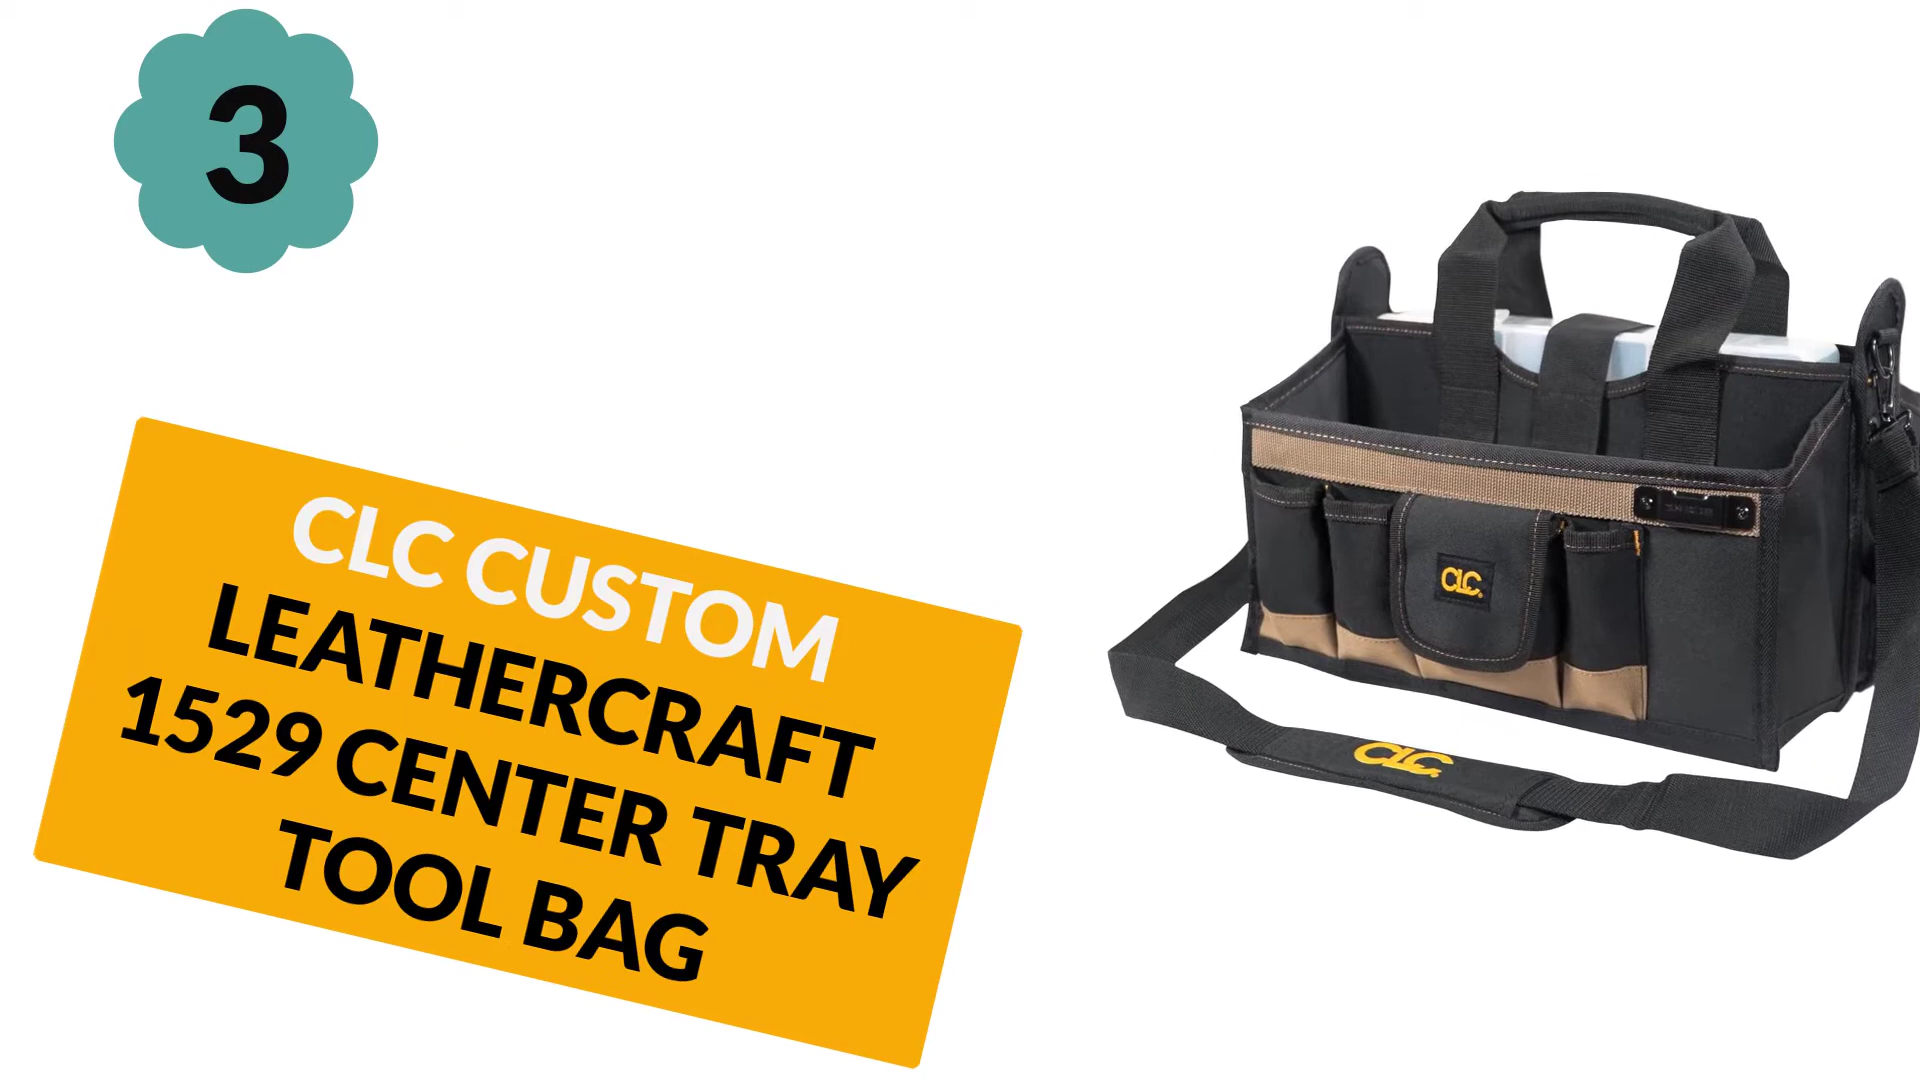 3
CLC CUSTOM
LEATHERCRAFT
1529 CENTER TRAY
TOOL BAG
CLC
CLC